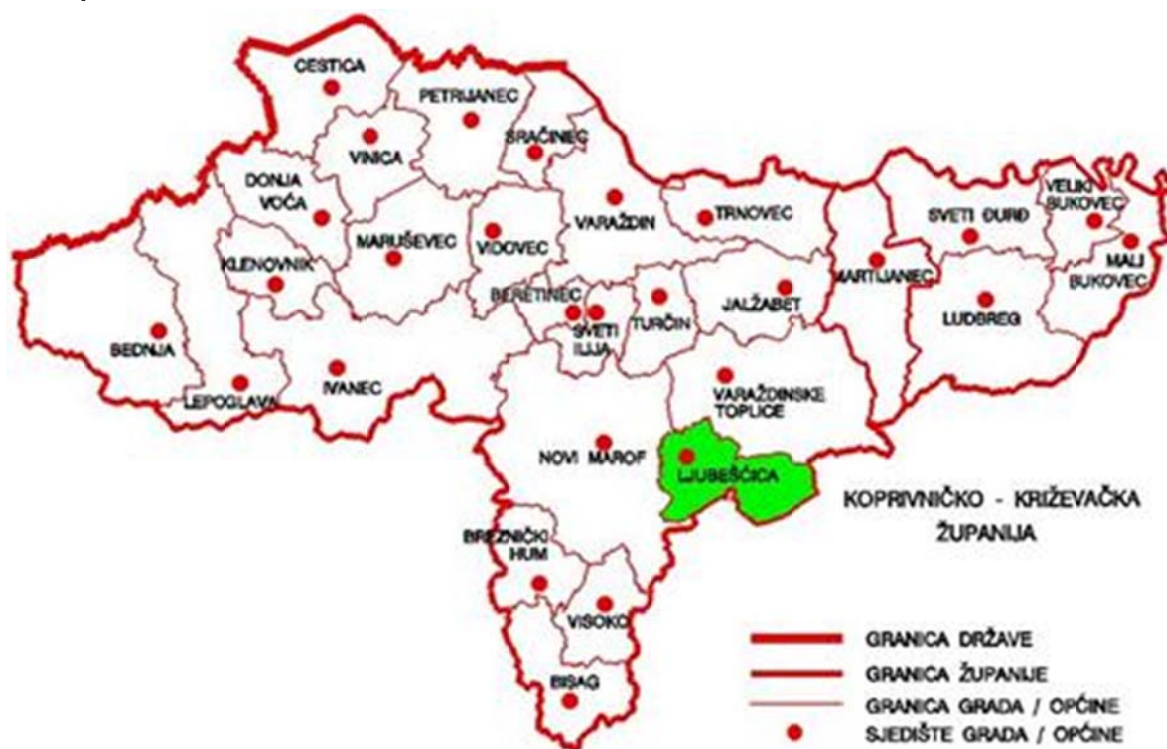 CESTICA
PETRIJANEC
SRAČINEC
VINICA
DONJA
VOĆA
VARAŽDIN
TRNOVEC
SVETI ĐURĐ
VELIKI
BUKOVEC
MARUŠEVEC
VIDOVEC
KLENOVNIK
MARTIJANEC
MALI
BUKOVEC
BERETINEC
SVETI
ILIJA
TURČIN
JALŽABET
LUDBREG
BEDNJA
LEPOGLAVA
IVANEC
VARAŽDINSKE
TOPLICE
NOVI MAROF
LJUBEŠĆICA
KOPRIVNIČKO - KRIŽEVAČKA
ŽUPANIJA
BREZNIČKI
HUM
VISOKO
BISAG
GRANICA DRŽAVE
GRANICA ŽUPANIJE
GRANICA GRADA / OPĆINE
SJEDIŠTE GRADA / OPĆINE